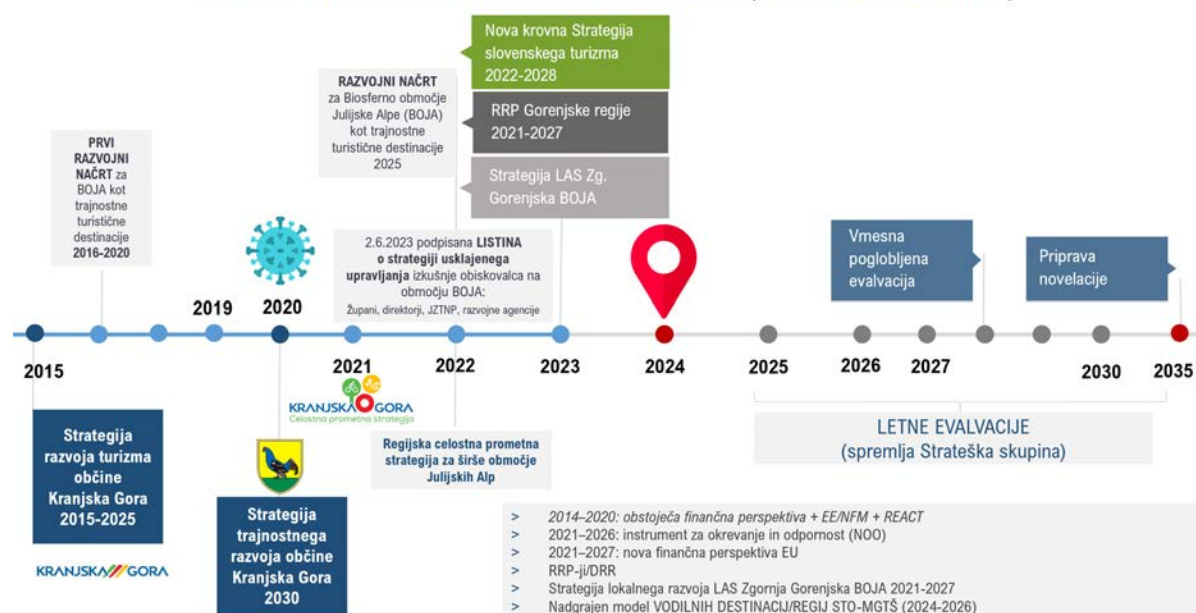 Nova krovna Strategija
slovenskega turizma
2022-2028
RAZVOJNI NAČRT
za Biosferno območje
Julijske Alpe (BOJA)
kot trajnostne
turistične destinacije
2025
RRP Gorenjske regije
2021-2027
Strategija LAS Zg.
Gorenjska BOJA
PRVI
RAZVOJNI
NAČRT za
BOJA kot
trajnostne
turistične
destinacije
2016-2020
2.6.2023 podpisana LISTINA
o strategiji usklajenega
upravljanja izkušnje obiskovalca na
območju BOJA:
Župani, direktorji, JZTNP, razvojne agencije
Vmesna
poglobljena
evalvacija
Priprava
novelacije
2015
2019
2020
2021
2022
2023
2024
2025
2026
2027
2030
2035
KRANJSKA GORA
Celostna prometna strategija
Strategija
razvoja turizma
občine
Kranjska Gora
2015-2025
KRANJSKA GORA
Strategija
trajnostnega
razvoja občine
Kranjska Gora
2030
Regijska celostna prometna
strategija za širše območje
Julijskih Alp
LETNE EVALVACIJE
(spremlja Strateška skupina)
> 2014–2020: obstoječa finančna perspektiva + EE/NFM + REACT
> 2021–2026: instrument za okrevanje in odpornost (NOO)
> 2021–2027: nova finančna perspektiva EU
> RRP-ji/DRR
> Strategija lokalnega razvoja LAS Zgornja Gorenjska BOJA 2021-2027
> Nadgrajen model VODILNIH DESTINACIJ/REGIJ STO-MGTŠ (2024-2026)